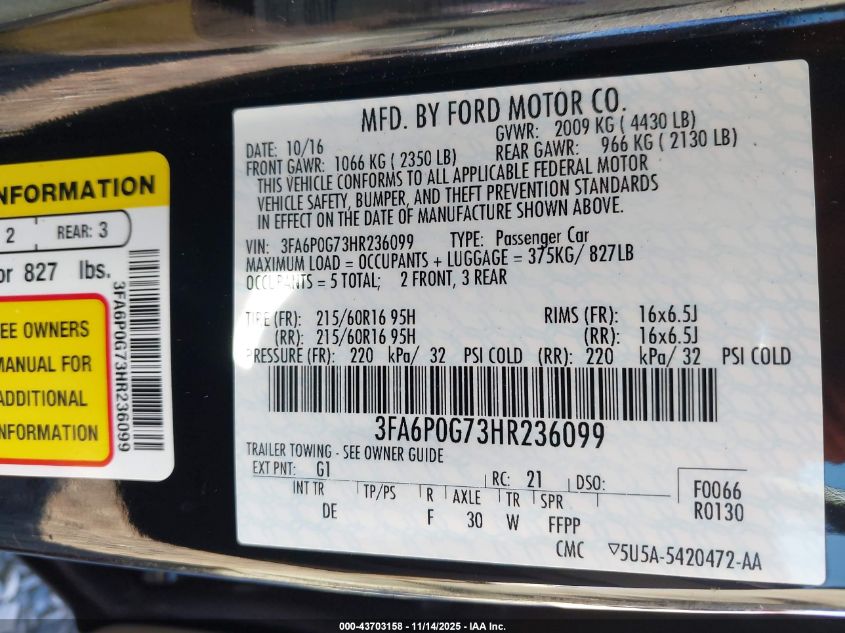 MFD. BY FORD MOTOR CO.
DATE: 10/16 GVWR: 2009 KG ( 4430 LB)
FRONT GAWR: 1066 KG ( 2350 LB) REAR GAWR: 966 KG ( 2130 LB)
THIS VEHICLE CONFORMS TO ALL APPLICABLE FEDERAL MOTOR
VEHICLE SAFETY, BUMPER, AND THEFT PREVENTION STANDARDS
IN EFFECT ON THE DATE OF MANUFACTURE SHOWN ABOVE.
VIN: 3FA6P0G73HR236099 TYPE: Passenger Car
MAXIMUM LOAD = OCCUPANTS + LUGGAGE = 375KG/ 827LB
OCCUPANTS = 5 TOTAL; 2 FRONT, 3 REAR
TIRE (FR): 215/60R16 95H RIMS (FR): 16x6.5J
(RR): 215/60R16 95H (RR): 16x6.5J
PRESSURE (FR): 220 kPa/ 32 PSI COLD (RR): 220 kPa/ 32 PSI COLD
3FA6P0G73HR236099
TRAILER TOWING - SEE OWNER GUIDE
EXT PNT: G1 RC: 21 DSO:
F0066
R0130
INT TR TP/PS R AXLE TR SPR
DE F 30 W FFPP
CMC ▽5U5A-5420472-AA
NFORMATION
2 REAR: 3
or 827 lbs.
EE OWNERS
MANUAL FOR
ADDITIONAL
NFORMATION
3FA6P0G73HR236099
000-43703158 - 11/14/2025 - IAA Inc.